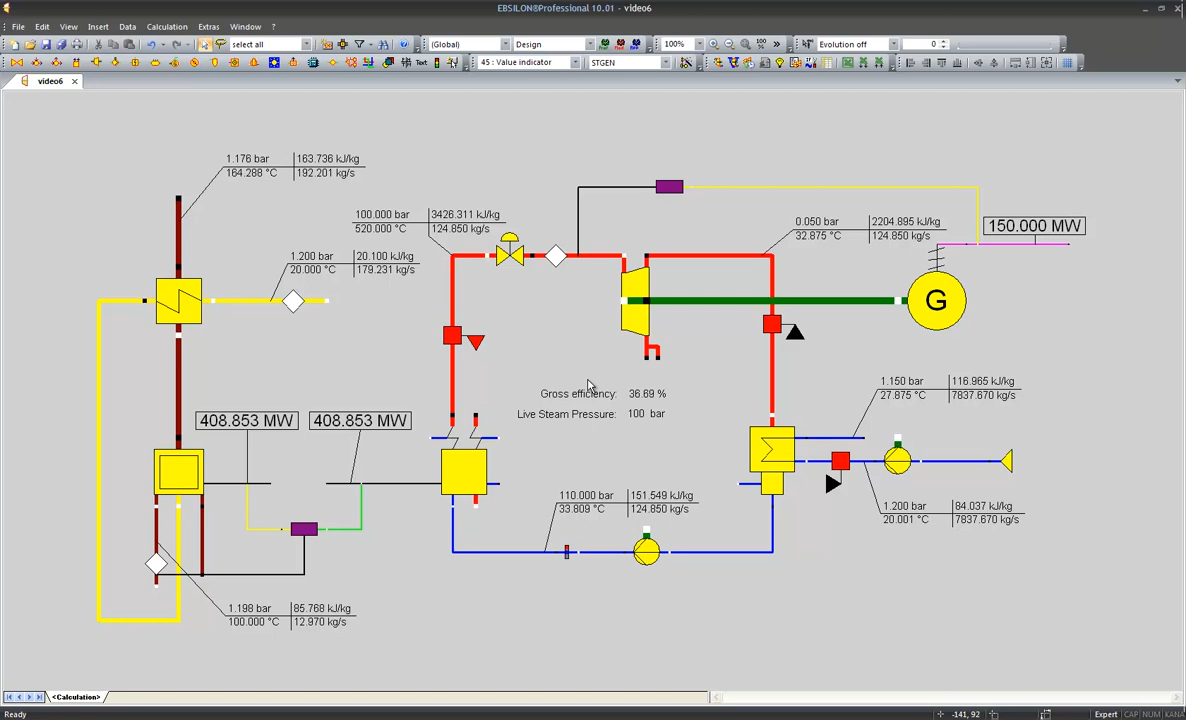 EBSILON®Professional 10.01 - video6
File Edit View Insert Data Calculation Extras Window ?
select all (Global) Design 100% Evolution off 0
Text 45 : Value indicator STGEN
video6
1.176 bar 163.736 kJ/kg
164.288 °C 192.201 kg/s
100.000 bar 3426.311 kJ/kg
520.000 °C 124.850 kg/s
0.050 bar 2204.895 kJ/kg
32.875 °C 124.850 kg/s
150.000 MW
1.200 bar 20.100 kJ/kg
20.000 °C 179.231 kg/s
G
Gross efficiency: 36.69 %
Live Steam Pressure: 100 bar
1.150 bar 116.965 kJ/kg
27.875 °C 7837.670 kg/s
408.853 MW 408.853 MW
110.000 bar 151.549 kJ/kg
33.809 °C 124.850 kg/s
1.200 bar 84.037 kJ/kg
20.001 °C 7837.670 kg/s
1.198 bar 85.768 kJ/kg
100.000 °C 12.970 kg/s
<Calculation>
Ready -141, 92 Expert CAP NUM KANA